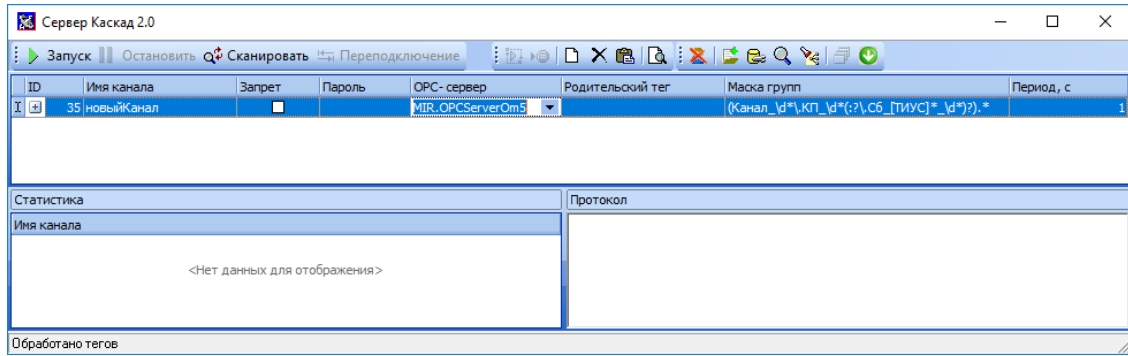 Сервер Каскад 2.0
Запуск Остановить Сканировать Переподключение
ID Имя канала Запрет Пароль OPC- сервер Родительский тег Маска групп Период, с
35 новыйКанал MIR.OPCServerOm5 (Канал_\d*\.КП_\d*(:?\.Сб_[ТИУС]*_\d*)?).* 1
Статистика Протокол
Имя канала
<Нет данных для отображения>
Обработано тегов